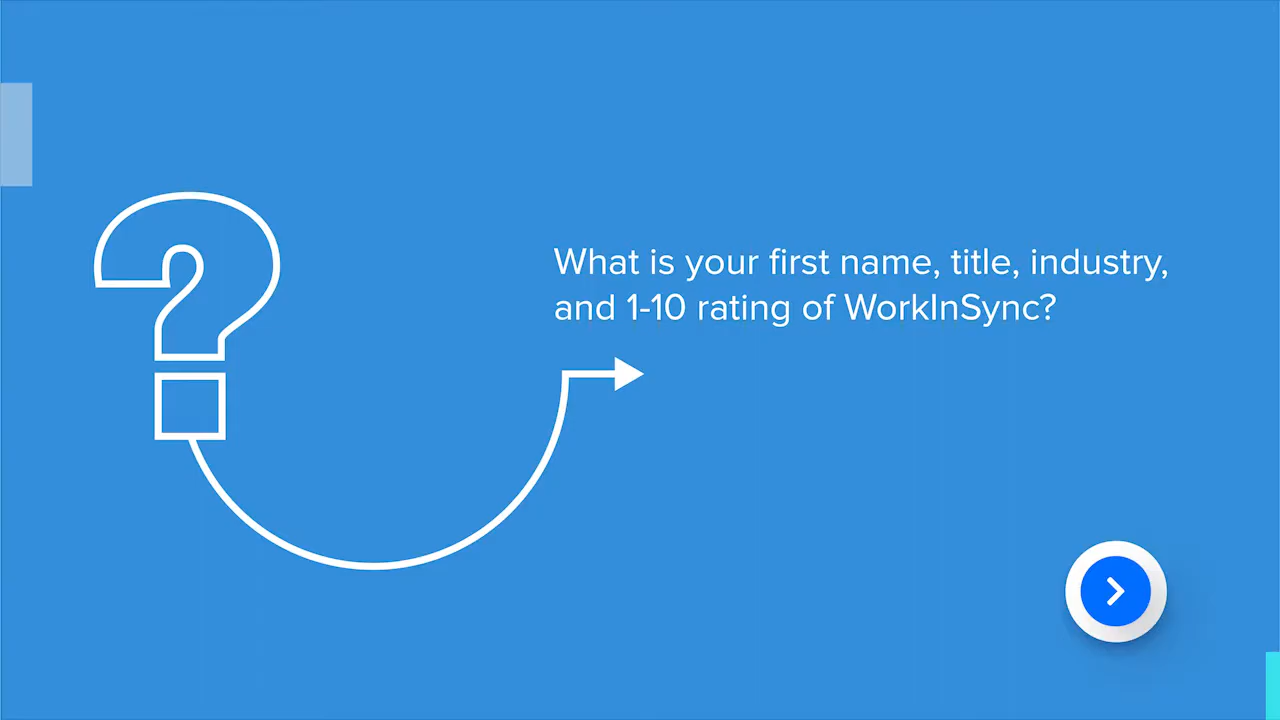 What is your first name, title, industry,
and 1-10 rating of WorkInSync?